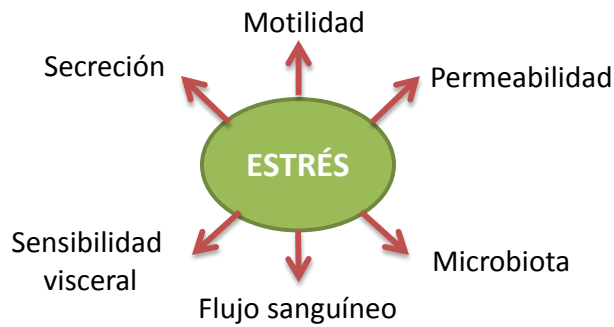 Motilidad
Secreción
Permeabilidad
ESTRÉS
Sensibilidad
visceral
Microbiota
Flujo sanguíneo